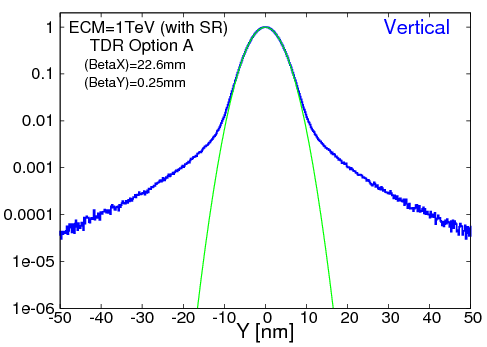 ECM=1TeV (with SR)
Vertical
TDR Option A
(BetaX)=22.6mm
(BetaY)=0.25mm
1
0.1
0.01
0.001
0.0001
1e-05
1e-06
-50 -40 -30 -20 -10 0 10 20 30 40 50
Y [nm]